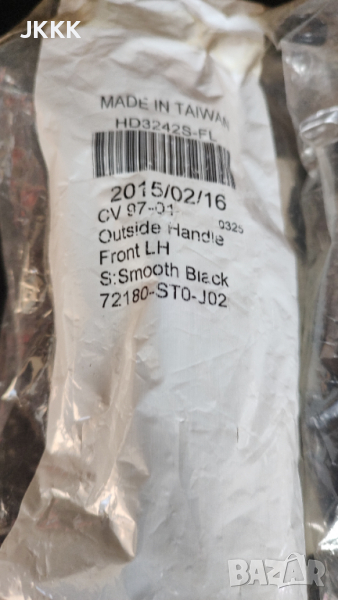 JKKK
MADE IN TAIWAN
HD3242S-FL
2015/02/16
CV 97-01 0325
Outside Handle
Front LH
S:Smooth Black
72180-ST0-J02
BAZAR